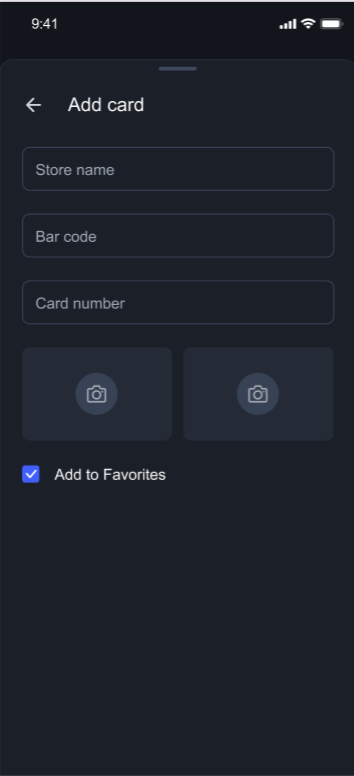 9:41
Add card
Store name
Bar code
Card number
Add to Favorites